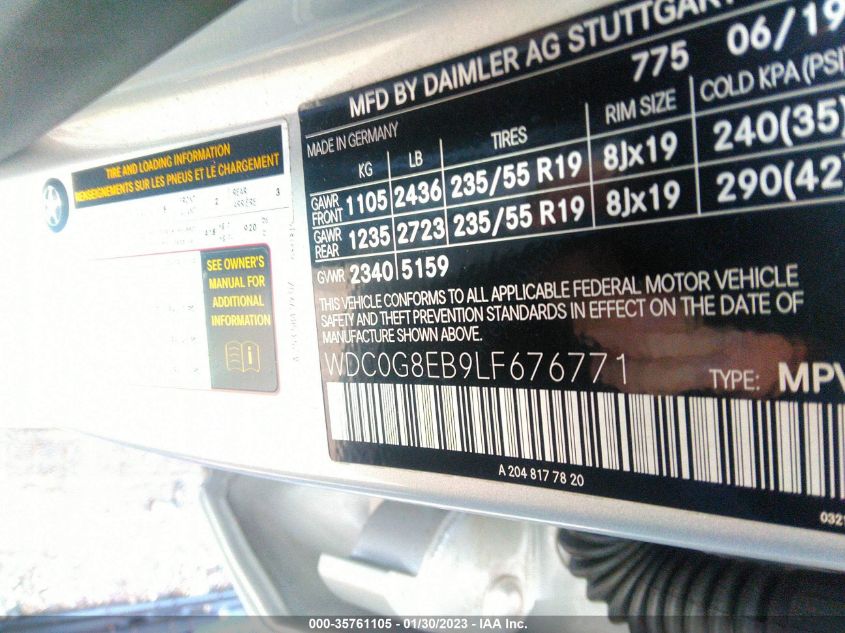 MFD BY DAIMLER AG STUTTGART
775 06/19
MADE IN GERMANY
KG LB TIRES RIM SIZE COLD KPA(PSI
GAWR FRONT 1105 2436 235/55 R19 8Jx19 240(35)
GAWR REAR 1235 2723 235/55 R19 8Jx19 290(42
GVWR 2340 5159
THIS VEHICLE CONFORMS TO ALL APPLICABLE FEDERAL MOTOR VEHICLE
SAFETY AND THEFT PREVENTION STANDARDS IN EFFECT ON THE DATE OF
MANUFACTURE SHOWN ABOVE.
WDC0G8EB9LF676771
TYPE: MPV
A 204 817 78 20
0321
TIRE AND LOADING INFORMATION
RENSEIGNEMENTS SUR LES PNEUS ET LE CHARGEMENT
2 REAR ARRIÈRE 3
SEE OWNER'S
MANUAL FOR
ADDITIONAL
INFORMATION
000-35761105 - 01/30/2023 - IAA Inc.